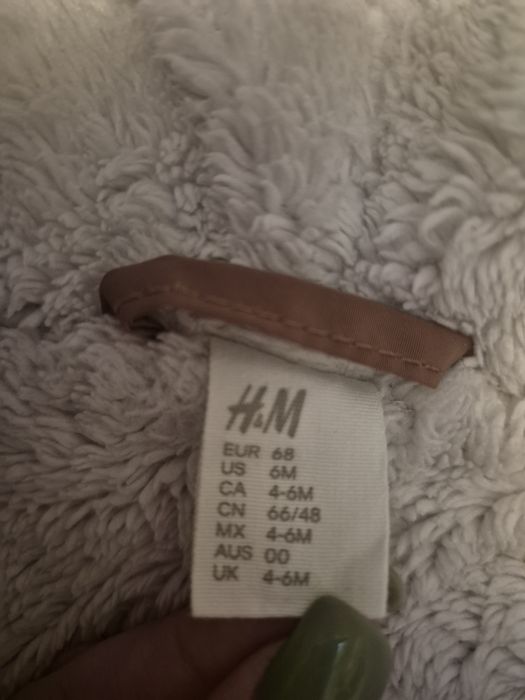 H&M
EUR 68
US 6M
CA 4-6M
CN 66/48
MX 4-6M
AUS 00
UK 4-6M